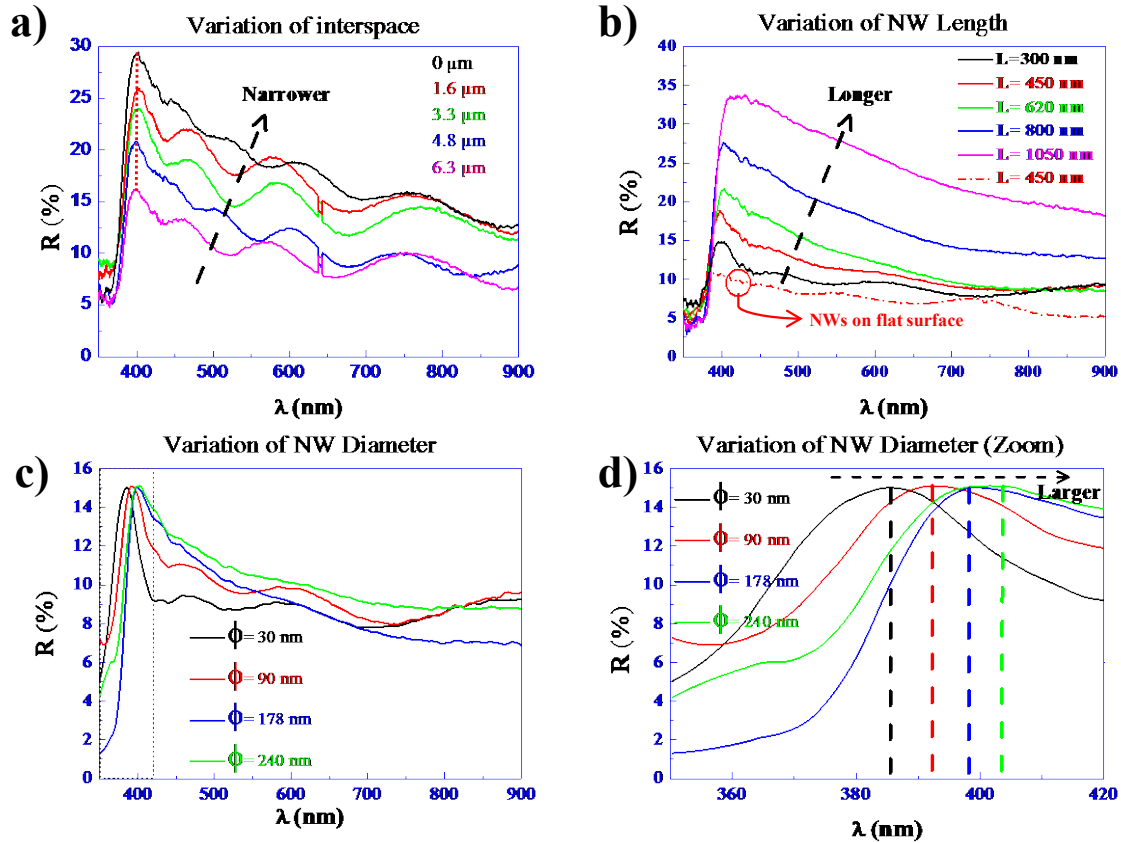 a)
Variation of interspace
30
25
20
15
10
5
0
R (%)
400 500 600 700 800 900
λ (nm)
0 μm
1.6 μm
3.3 μm
4.8 μm
6.3 μm
Narrower
b)
Variation of NW Length
40
35
30
25
20
15
10
5
0
R (%)
400 500 600 700 800 900
λ (nm)
L=300 nm
L= 450 nm
L= 620 nm
L= 800 nm
L= 1050 nm
L= 450 nm
Longer
NWs on flat surface
c)
Variation of NW Diameter
16
14
12
10
8
6
4
2
0
R (%)
400 500 600 700 800 900
λ (nm)
Φ= 30 nm
Φ= 90 nm
Φ= 178 nm
Φ= 240 nm
d)
Variation of NW Diameter (Zoom)
16
14
12
10
8
6
4
2
0
R (%)
360 380 400 420
λ (nm)
Φ= 30 nm
Φ= 90 nm
Φ= 178 nm
Φ= 240 nm
Larger